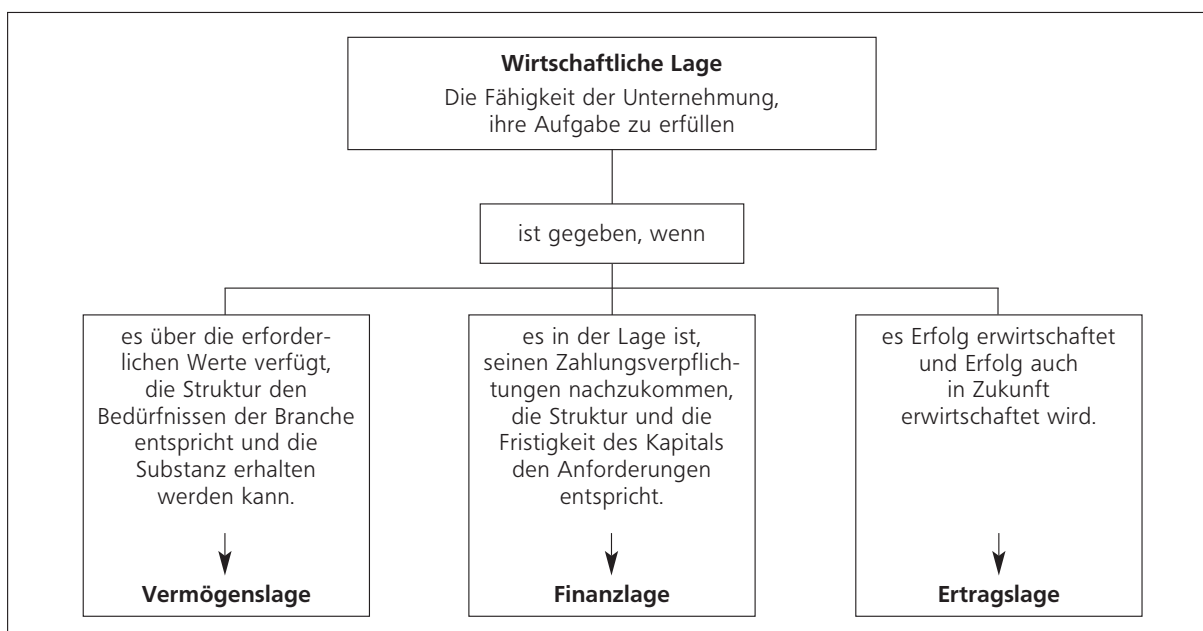 Wirtschaftliche Lage
Die Fähigkeit der Unternehmung,
ihre Aufgabe zu erfüllen
ist gegeben, wenn
es über die erforder-
lichen Werte verfügt,
die Struktur den
Bedürfnissen der Branche
entspricht und die
Substanz erhalten
werden kann.
Vermögenslage
es in der Lage ist,
seinen Zahlungsverpflich-
tungen nachzukommen,
die Struktur und die
Fristigkeit des Kapitals
den Anforderungen
entspricht.
Finanzlage
es Erfolg erwirtschaftet
und Erfolg auch
in Zukunft
erwirtschaftet wird.
Ertragslage